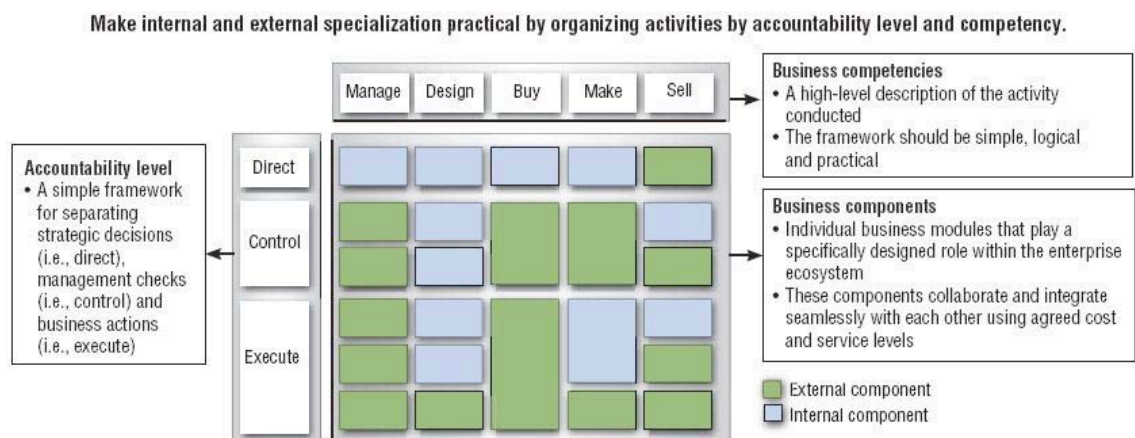 Make internal and external specialization practical by organizing activities by accountability level and competency.
Manage Design Buy Make Sell
Business competencies
• A high-level description of the activity
conducted
• The framework should be simple, logical
and practical
Accountability level
• A simple framework
for separating
strategic decisions
(i.e., direct),
management checks
(i.e., control) and
business actions
(i.e., execute)
Direct
Control
Execute
Business components
• Individual business modules that play a
specifically designed role within the enterprise
ecosystem
• These components collaborate and integrate
seamlessly with each other using agreed cost
and service levels
External component
Internal component